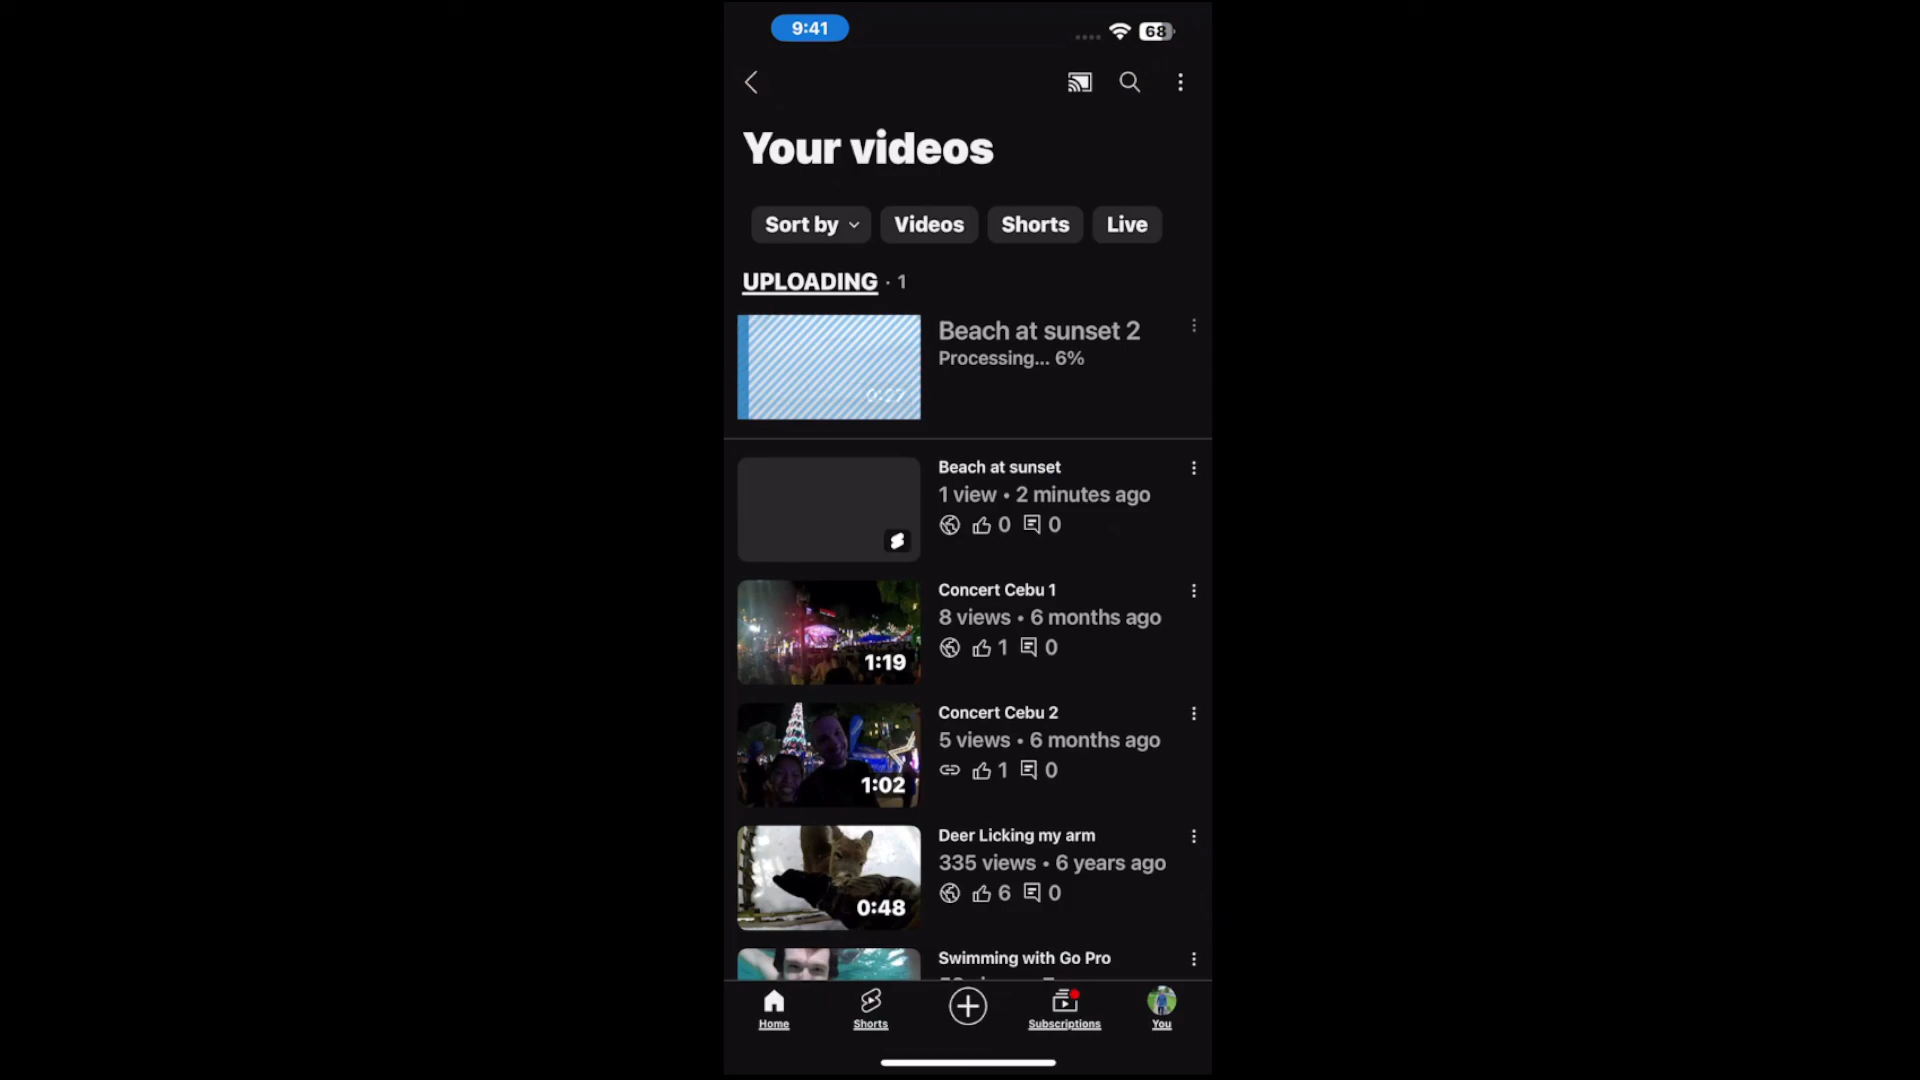 9:41
68
Your videos
Sort by
Videos
Shorts
Live
UPLOADING · 1
Beach at sunset 2
Processing... 6%
0:27
Beach at sunset
1 view • 2 minutes ago
0
0
Concert Cebu 1
8 views • 6 months ago
1
0
1:19
Concert Cebu 2
5 views • 6 months ago
1
0
1:02
Deer Licking my arm
335 views • 6 years ago
6
0
0:48
Swimming with Go Pro
Home
Shorts
Subscriptions
You